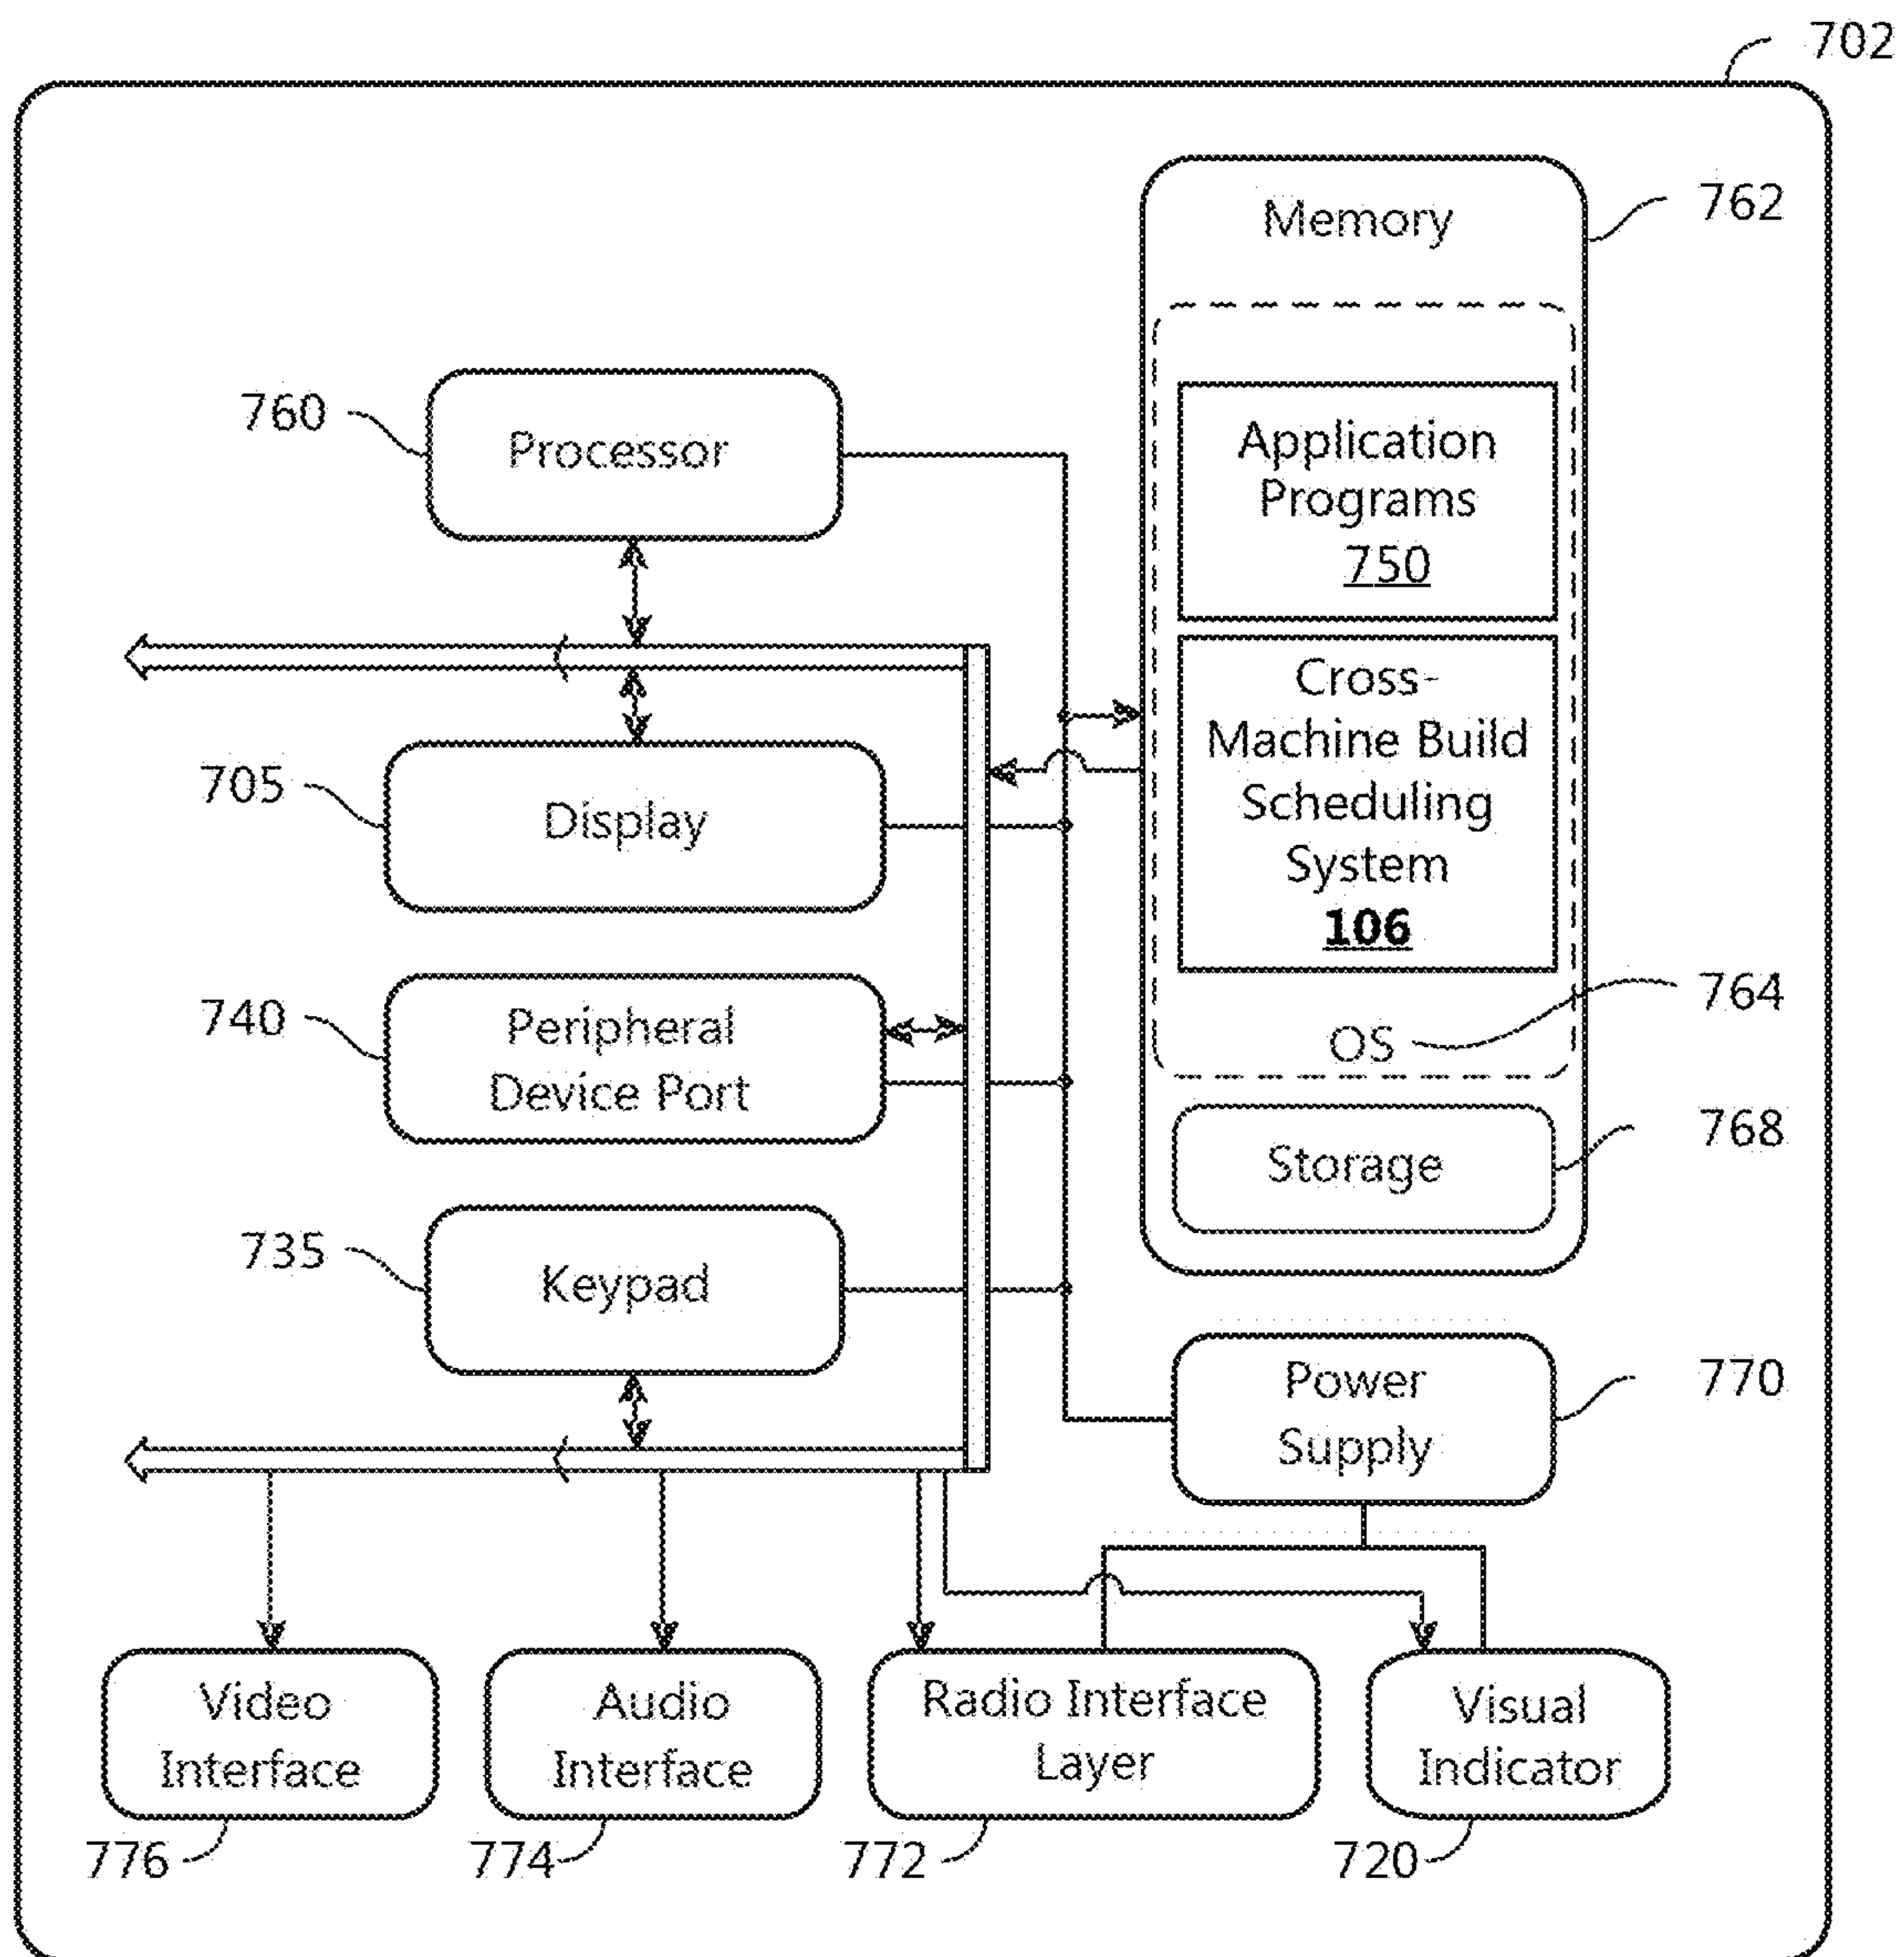 702
Memory
762
Application
Programs
750
760
Processor
Cross-
Machine Build
Scheduling
System
106
705
Display
764
740
Peripheral
Device Port
OS
768
Storage
735
Keypad
Power
Supply
770
Video
Interface
Audio
Interface
Radio Interface
Layer
Visual
Indicator
776
774
772
720